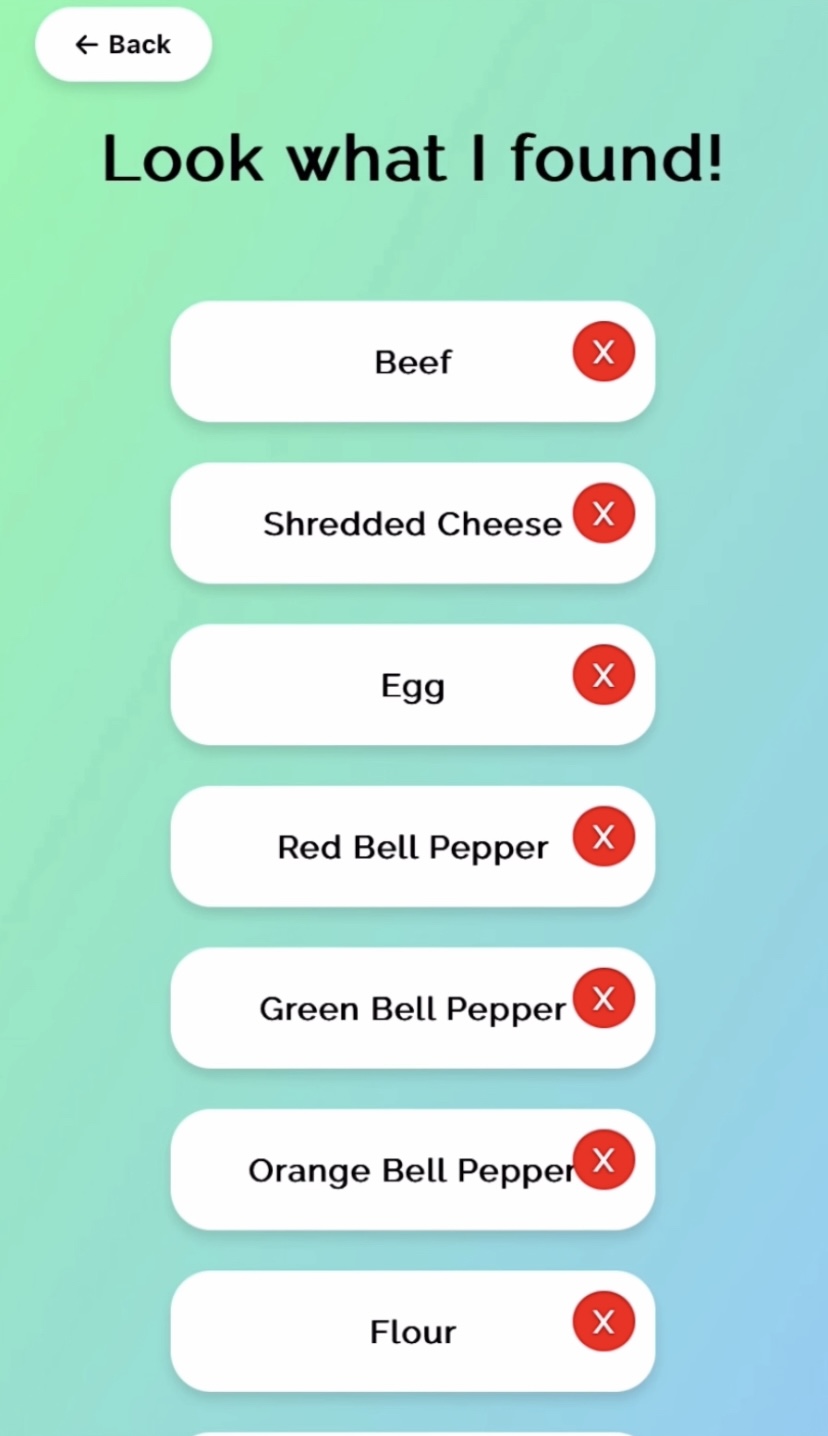 ← Back
Look what I found!
Beef X
Shredded Cheese X
Egg X
Red Bell Pepper X
Green Bell Pepper X
Orange Bell Pepper X
Flour X